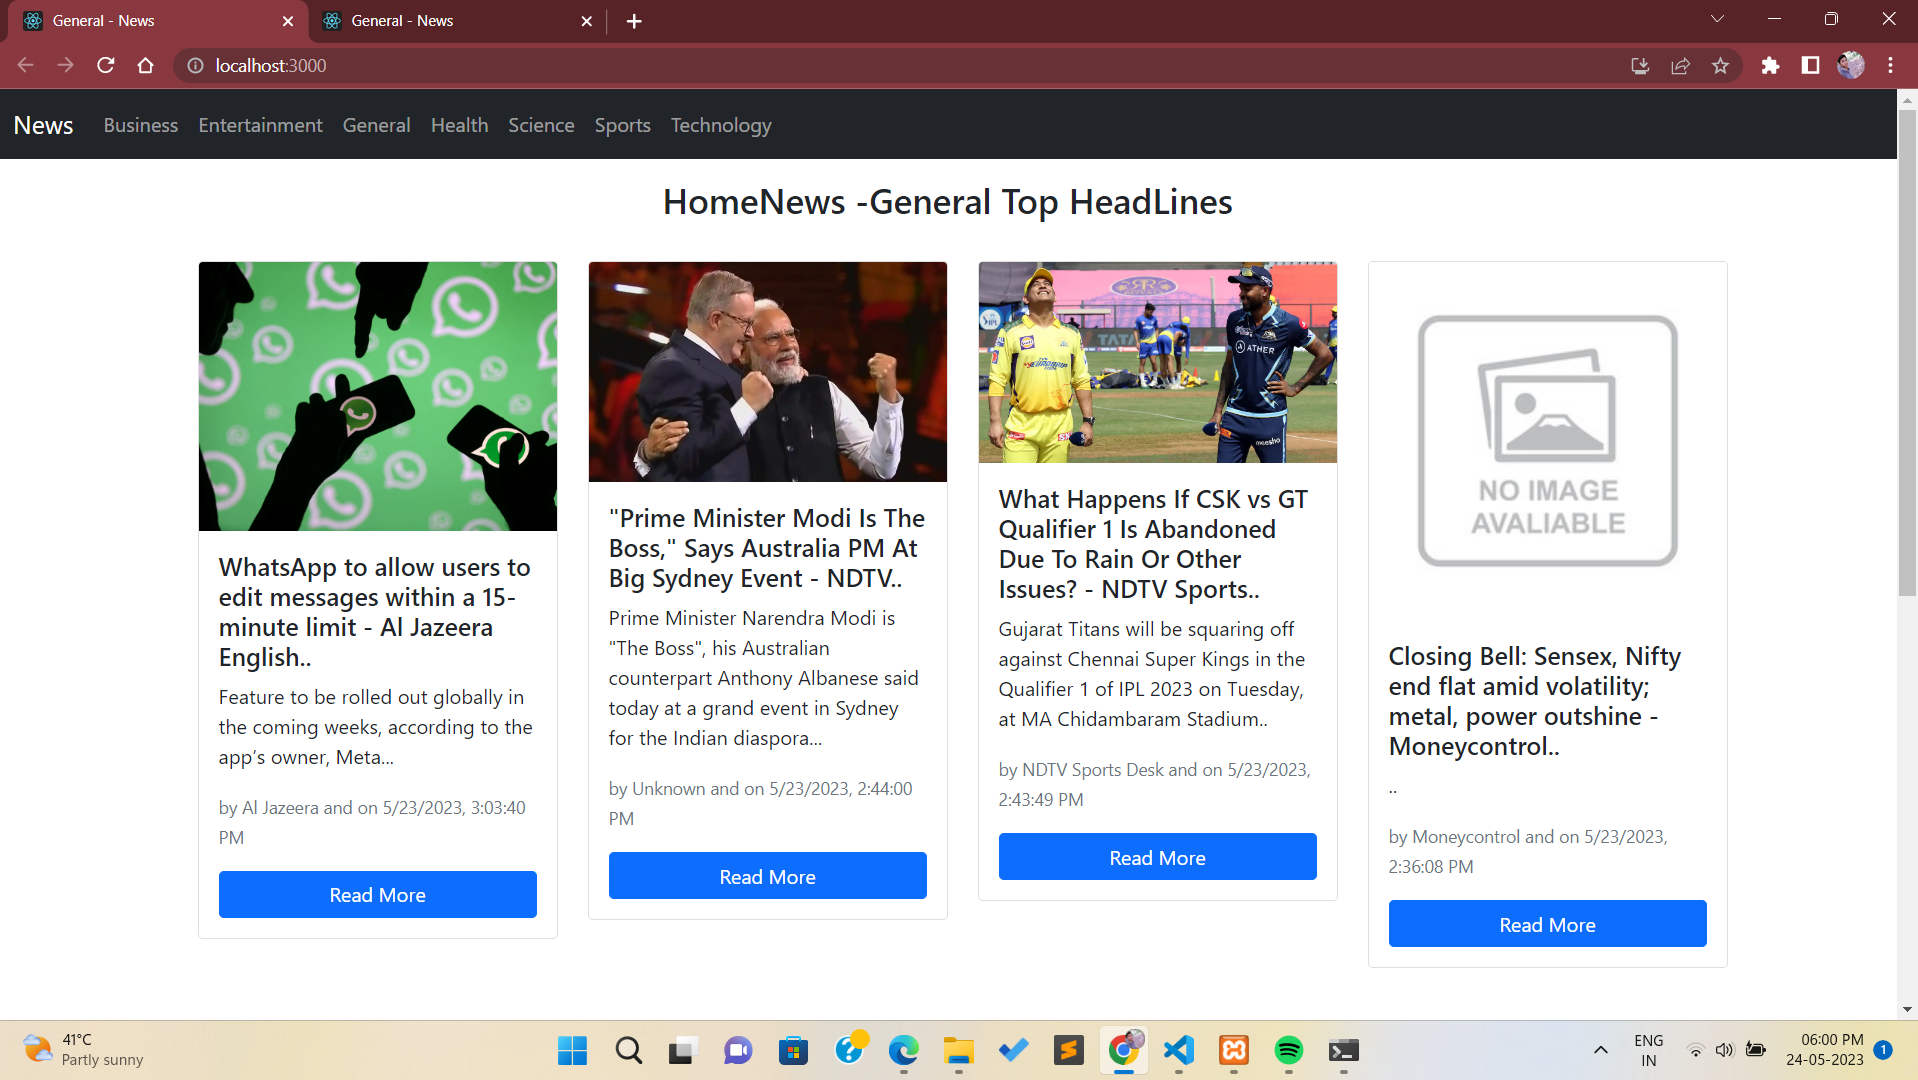 General - News
General - News
localhost:3000
News Business Entertainment General Health Science Sports Technology
HomeNews -General Top HeadLines
WhatsApp to allow users to
edit messages within a 15-
minute limit - Al Jazeera
English..
Feature to be rolled out globally in
the coming weeks, according to the
app’s owner, Meta...
by Al Jazeera and on 5/23/2023, 3:03:40
PM
Read More
"Prime Minister Modi Is The
Boss," Says Australia PM At
Big Sydney Event - NDTV..
Prime Minister Narendra Modi is
"The Boss", his Australian
counterpart Anthony Albanese said
today at a grand event in Sydney
for the Indian diaspora...
by Unknown and on 5/23/2023, 2:44:00
PM
Read More
RR
TATA
ATHER
meesho
What Happens If CSK vs GT
Qualifier 1 Is Abandoned
Due To Rain Or Other
Issues? - NDTV Sports..
Gujarat Titans will be squaring off
against Chennai Super Kings in the
Qualifier 1 of IPL 2023 on Tuesday,
at MA Chidambaram Stadium..
by NDTV Sports Desk and on 5/23/2023,
2:43:49 PM
Read More
NO IMAGE
AVALIABLE
Closing Bell: Sensex, Nifty
end flat amid volatility;
metal, power outshine -
Moneycontrol..
..
by Moneycontrol and on 5/23/2023,
2:36:08 PM
Read More
41°C
Partly sunny
ENG
IN
06:00 PM
24-05-2023
1